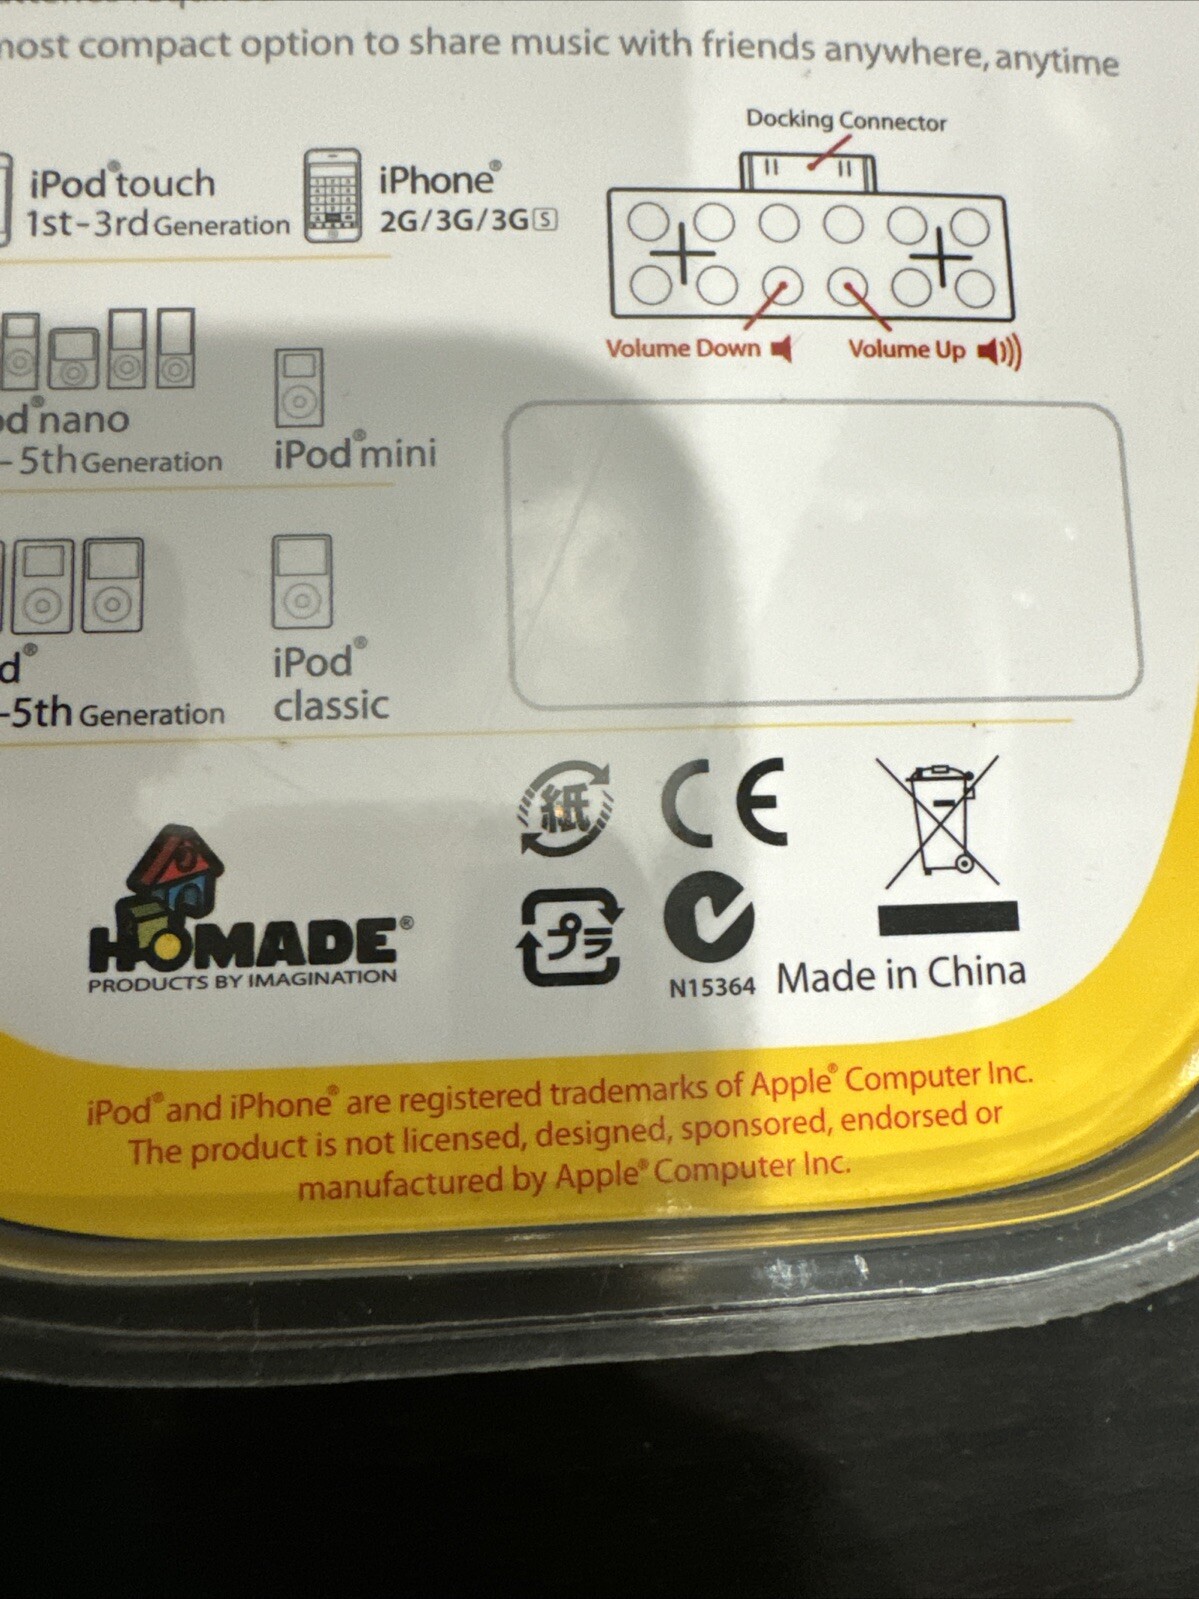 most compact option to share music with friends anywhere, anytime
iPod® touch
1st-3rd Generation
iPhone®
2G/3G/3G[S]
Docking Connector
Volume Down
Volume Up
nano
-5th Generation
iPod® mini
-5th Generation
iPod®
classic
紙
CE
HOMADE®
PRODUCTS BY IMAGINATION
プラ
N15364
Made in China
iPod® and iPhone® are registered trademarks of Apple® Computer Inc.
The product is not licensed, designed, sponsored, endorsed or
manufactured by Apple® Computer Inc.